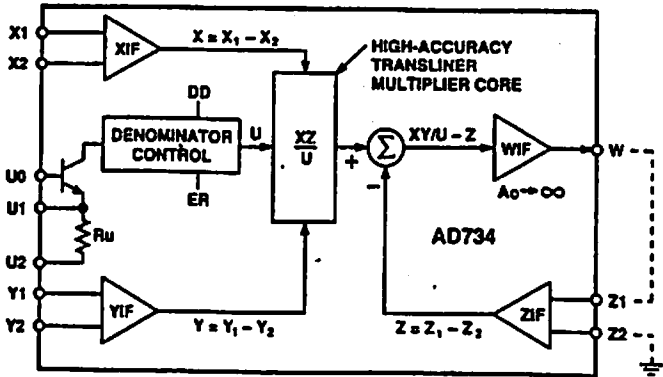 X1
X2
XIF
X = X1 – X2
HIGH-ACCURACY
TRANSLINER
MULTIPLIER CORE
DD
DENOMINATOR
CONTROL
U
XZ
U
+
Σ
–
XY/U – Z
WIF
A0→∞
W
U0
ER
U1
Ru
U2
AD734
Y1
Y2
YIF
Y = Y1 – Y2
Z = Z1 – Z2
ZIF
Z1
Z2